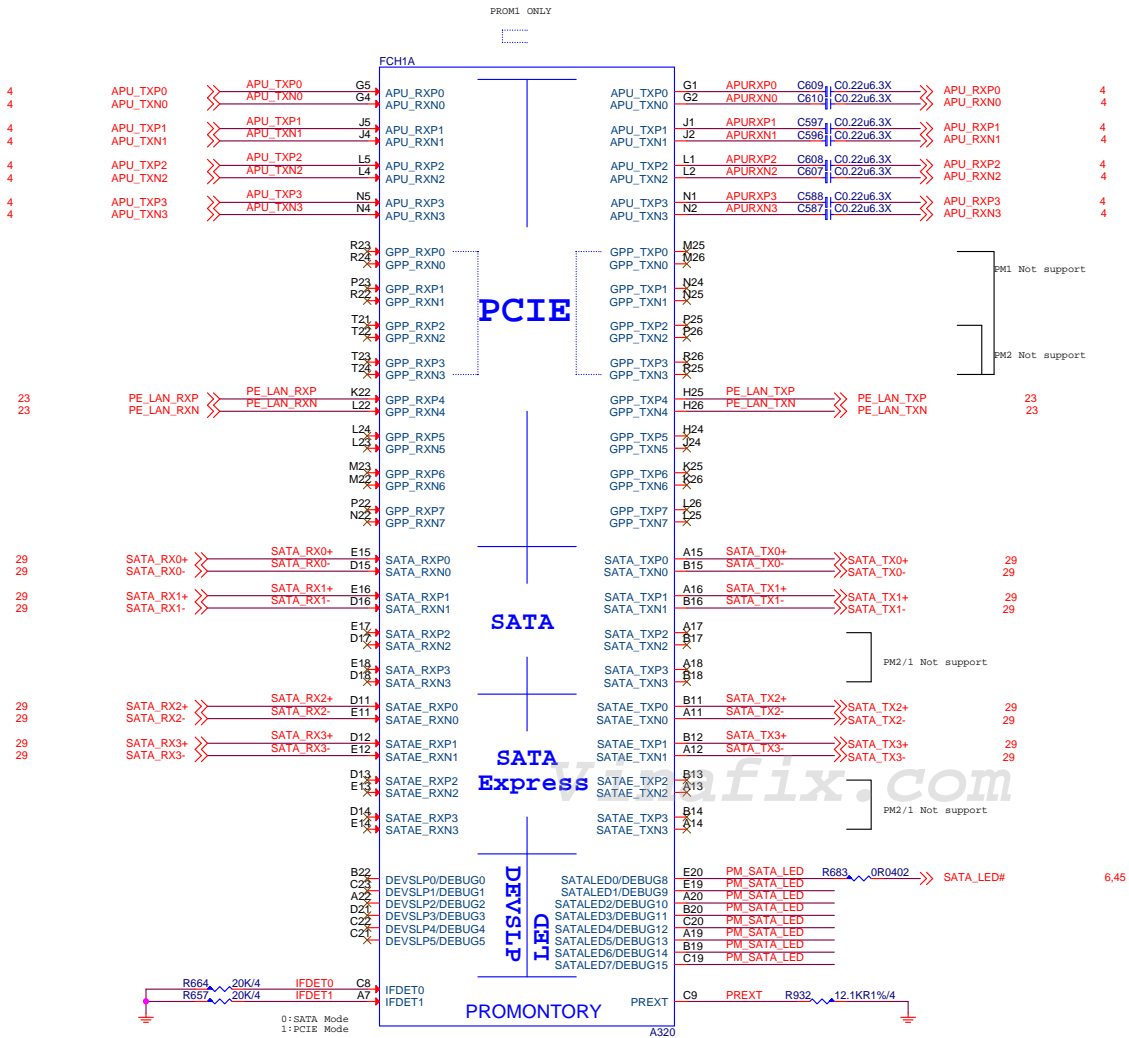 PROM1 ONLY
FCH1A
4 APU_TXP0 APU_TXP0 G5 APU_RXP0 APU_TXP0 G1 APURXP0 C609 C0.22u6.3X APU_RXP0 4
4 APU_TXN0 APU_TXN0 G4 APU_RXN0 APU_TXN0 G2 APURXN0 C610 C0.22u6.3X APU_RXN0 4
4 APU_TXP1 APU_TXP1 J5 APU_RXP1 APU_TXP1 J1 APURXP1 C597 C0.22u6.3X APU_RXP1 4
4 APU_TXN1 APU_TXN1 J4 APU_RXN1 APU_TXN1 J2 APURXN1 C596 C0.22u6.3X APU_RXN1 4
4 APU_TXP2 APU_TXP2 L5 APU_RXP2 APU_TXP2 L1 APURXP2 C608 C0.22u6.3X APU_RXP2 4
4 APU_TXN2 APU_TXN2 L4 APU_RXN2 APU_TXN2 L2 APURXN2 C607 C0.22u6.3X APU_RXN2 4
4 APU_TXP3 APU_TXP3 N5 APU_RXP3 APU_TXP3 N1 APURXP3 C588 C0.22u6.3X APU_RXP3 4
4 APU_TXN3 APU_TXN3 N4 APU_RXN3 APU_TXN3 N2 APURXN3 C587 C0.22u6.3X APU_RXN3 4
R23 GPP_RXP0 GPP_TXP0 M25
R24 GPP_RXN0 GPP_TXN0 M26
PM1 Not support
P23 GPP_RXP1 GPP_TXP1 N24
R22 GPP_RXN1 GPP_TXN1 N25
PCIE
T21 GPP_RXP2 GPP_TXP2 P25
T22 GPP_RXN2 GPP_TXN2 P26
PM2 Not support
T23 GPP_RXP3 GPP_TXP3 R26
T24 GPP_RXN3 GPP_TXN3 R25
23 PE_LAN_RXP PE_LAN_RXP K22 GPP_RXP4 GPP_TXP4 H25 PE_LAN_TXP PE_LAN_TXP 23
23 PE_LAN_RXN PE_LAN_RXN L22 GPP_RXN4 GPP_TXN4 H26 PE_LAN_TXN PE_LAN_TXN 23
L24 GPP_RXP5 GPP_TXP5 H24
L23 GPP_RXN5 GPP_TXN5 J24
M23 GPP_RXP6 GPP_TXP6 K25
M22 GPP_RXN6 GPP_TXN6 K26
P22 GPP_RXP7 GPP_TXP7 L26
N22 GPP_RXN7 GPP_TXN7 L25
29 SATA_RX0+ SATA_RX0+ E15 SATA_RXP0 SATA_TXP0 A15 SATA_TX0+ SATA_TX0+ 29
29 SATA_RX0- SATA_RX0- D15 SATA_RXN0 SATA_TXN0 B15 SATA_TX0- SATA_TX0- 29
29 SATA_RX1+ SATA_RX1+ E16 SATA_RXP1 SATA_TXP1 A16 SATA_TX1+ SATA_TX1+ 29
29 SATA_RX1- SATA_RX1- D16 SATA_RXN1 SATA_TXN1 B16 SATA_TX1- SATA_TX1- 29
SATA
E17 SATA_RXP2 SATA_TXP2 A17
D17 SATA_RXN2 SATA_TXN2 B17
PM2/1 Not support
E18 SATA_RXP3 SATA_TXP3 A18
D18 SATA_RXN3 SATA_TXN3 B18
29 SATA_RX2+ SATA_RX2+ D11 SATAE_RXP0 SATAE_TXP0 B11 SATA_TX2+ SATA_TX2+ 29
29 SATA_RX2- SATA_RX2- E11 SATAE_RXN0 SATAE_TXN0 A11 SATA_TX2- SATA_TX2- 29
29 SATA_RX3+ SATA_RX3+ D12 SATAE_RXP1 SATAE_TXP1 B12 SATA_TX3+ SATA_TX3+ 29
29 SATA_RX3- SATA_RX3- E12 SATAE_RXN1 SATAE_TXN1 A12 SATA_TX3- SATA_TX3- 29
SATA
Express
Vinafix.com
D13 SATAE_RXP2 SATAE_TXP2 B13
E13 SATAE_RXN2 SATAE_TXN2 A13
PM2/1 Not support
D14 SATAE_RXP3 SATAE_TXP3 B14
E14 SATAE_RXN3 SATAE_TXN3 A14
B22 DEVSLP0/DEBUG0 SATALED0/DEBUG8 E20 PM_SATA_LED R683 0R0402 SATA_LED# 6,45
C23 DEVSLP1/DEBUG1 SATALED1/DEBUG9 E19 PM_SATA_LED
A22 DEVSLP2/DEBUG2 SATALED2/DEBUG10 A20 PM_SATA_LED
D21 DEVSLP3/DEBUG3 SATALED3/DEBUG11 B20 PM_SATA_LED
C22 DEVSLP4/DEBUG4 SATALED4/DEBUG12 C20 PM_SATA_LED
C21 DEVSLP5/DEBUG5 SATALED5/DEBUG13 A19 PM_SATA_LED
SATALED6/DEBUG14 B19 PM_SATA_LED
SATALED7/DEBUG15 C19 PM_SATA_LED
DEVSLP
LED
R664 20K/4 IFDET0 C8 IFDET0
R657 20K/4 IFDET1 A7 IFDET1 PREXT C9 PREXT R932 12.1KR1%/4
0:SATA Mode
1:PCIE Mode
PROMONTORY
A320